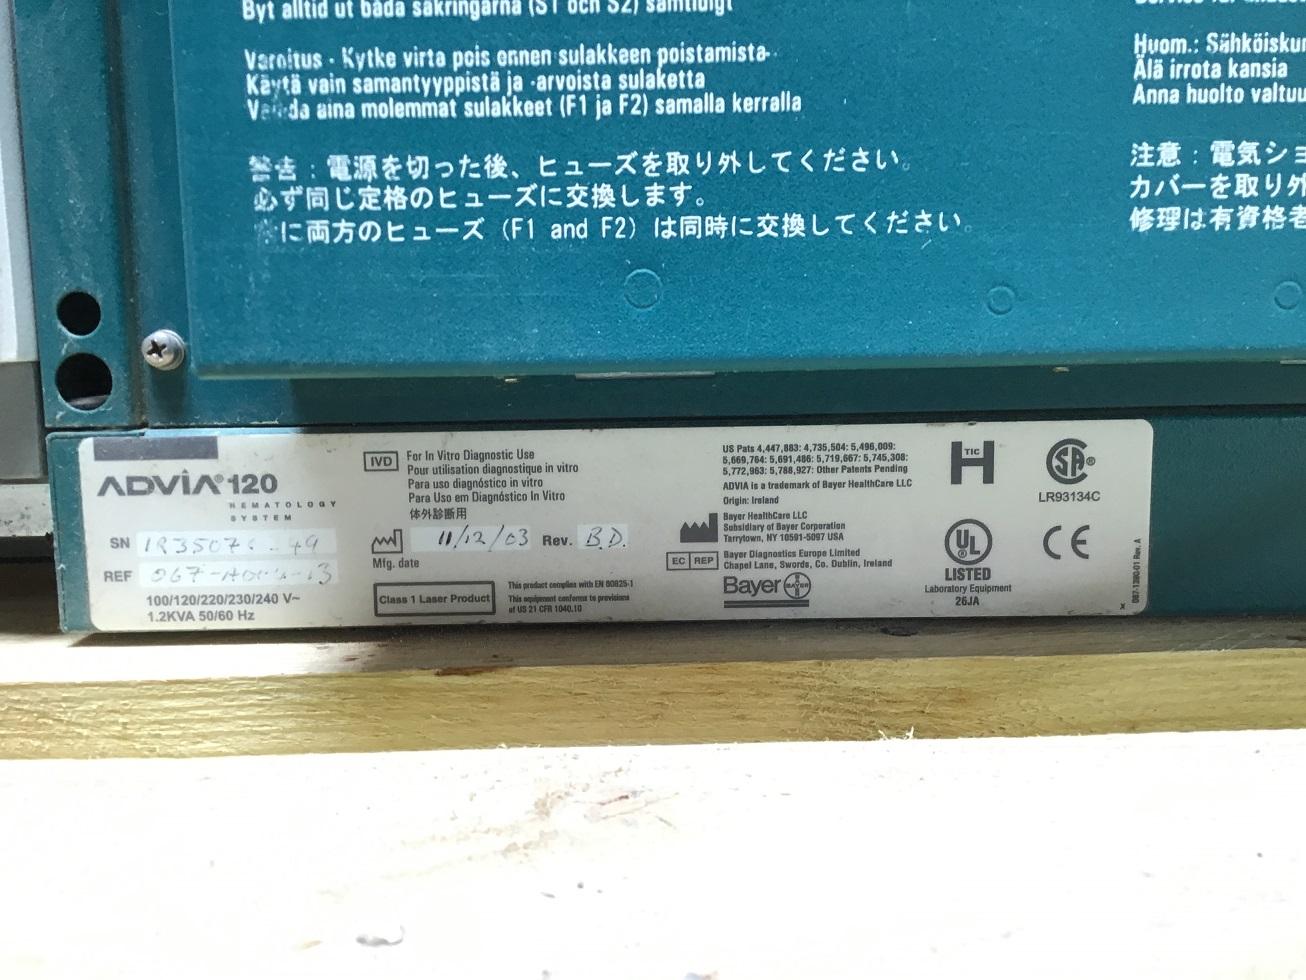 Byt alltid ut båda säkringarna (S1 och S2) samtidigt
Varoitus - Kytke virta pois ennen sulakkeen poistamista
Käytä vain samantyyppistä ja -arvoista sulaketta
aina molemmat sulakkeet (F1 ja F2) samalla kerralla
警告：電源を切った後、ヒューズを取り外してください。
必ず同じ定格のヒューズに交換します。
に両方のヒューズ（F1 and F2）は同時に交換してください。
Huom.: Sähköisku
Älä irrota kansia
Anna huolto valtuu
注意：電気ショ
カバーを取り外
修理は有資格者
ADVIA® 120
HEMATOLOGY
SYSTEM
SN
REF
100/120/220/230/240 V~
1.2KVA 50/60 Hz
IVD
For In Vitro Diagnostic Use
Pour utilisation diagnostique in vitro
Para uso diagnóstico in vitro
Para Uso em Diagnóstico In Vitro
体外診断用
Mfg. date
11/12/03 Rev. B.D.
Class 1 Laser Product
This product complies with EN 60825-1
This equipment conforms to provisions
of US 21 CFR 1040.10
US Pats 4,447,883: 4,735,504: 5,496,009:
5,669,764: 5,691,486: 5,719,667: 5,745,308:
5,772,963: 5,788,927: Other Patents Pending
ADVIA is a trademark of Bayer HealthCare LLC
Origin: Ireland
Bayer HealthCare LLC
Subsidiary of Bayer Corporation
Tarrytown, NY 10591-5097 USA
EC REP
Bayer Diagnostics Europe Limited
Chapel Lane, Swords, Co. Dublin, Ireland
Bayer
BAYER
H TIC
SA®
LR93134C
UL
LISTED
Laboratory Equipment
26JA
CE
X